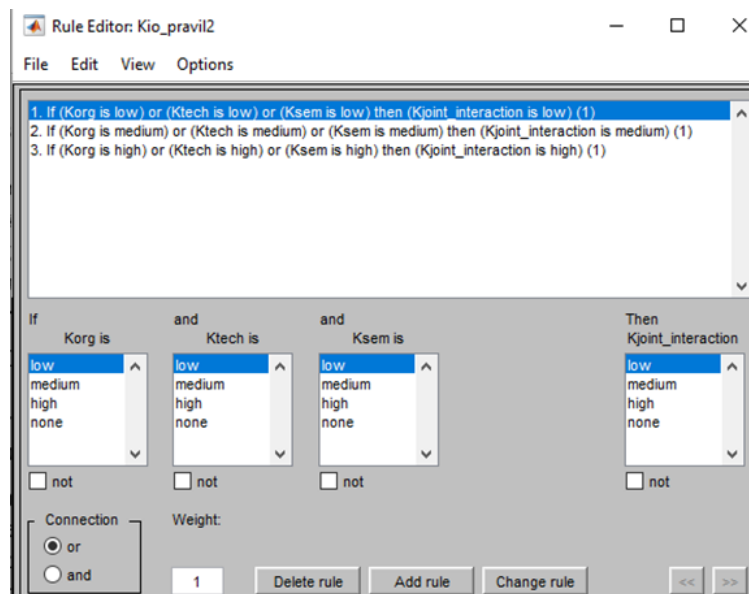 Rule Editor: Kio_pravil2
File Edit View Options
1. If (Korg is low) or (Ktech is low) or (Ksem is low) then (Kjoint_interaction is low) (1)
2. If (Korg is medium) or (Ktech is medium) or (Ksem is medium) then (Kjoint_interaction is medium) (1)
3. If (Korg is high) or (Ktech is high) or (Ksem is high) then (Kjoint_interaction is high) (1)
If and and Then
Korg is Ktech is Ksem is Kjoint_interaction
low low low low
medium medium medium medium
high high high high
none none none none
not not not not
Connection Weight:
or
and 1 Delete rule Add rule Change rule << >>